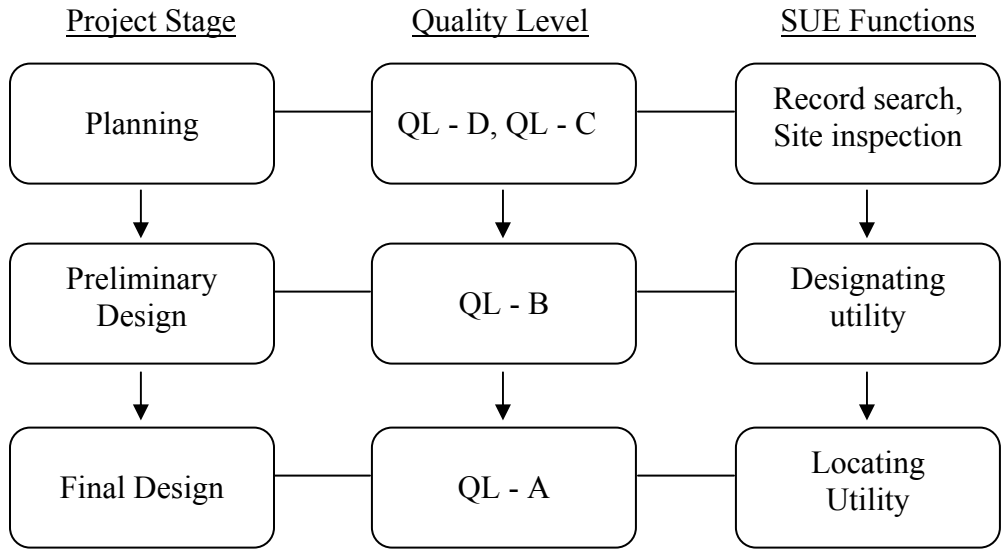 Project Stage
Quality Level
SUE Functions
Planning
QL - D, QL - C
Record search,
Site inspection
Preliminary
Design
QL - B
Designating
utility
Final Design
QL - A
Locating
Utility